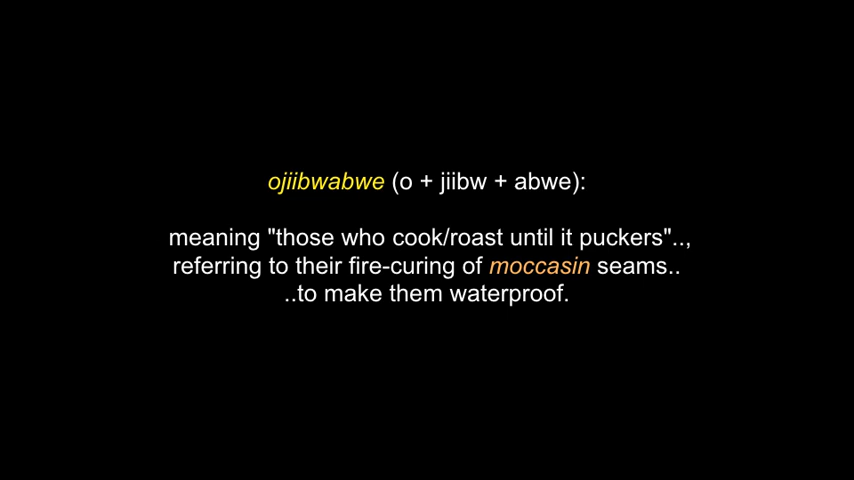 ojiibwabwe (o + jiibw + abwe):
meaning "those who cook/roast until it puckers"..,
referring to their fire-curing of moccasin seams..
..to make them waterproof.